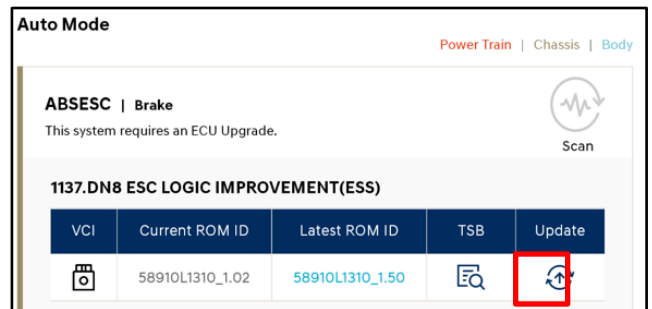 Auto Mode
Power Train | Chassis | Body
ABSESC | Brake
This system requires an ECU Upgrade.
Scan
1137.DN8 ESC LOGIC IMPROVEMENT(ESS)
VCI Current ROM ID Latest ROM ID TSB Update
58910L1310_1.02 58910L1310_1.50